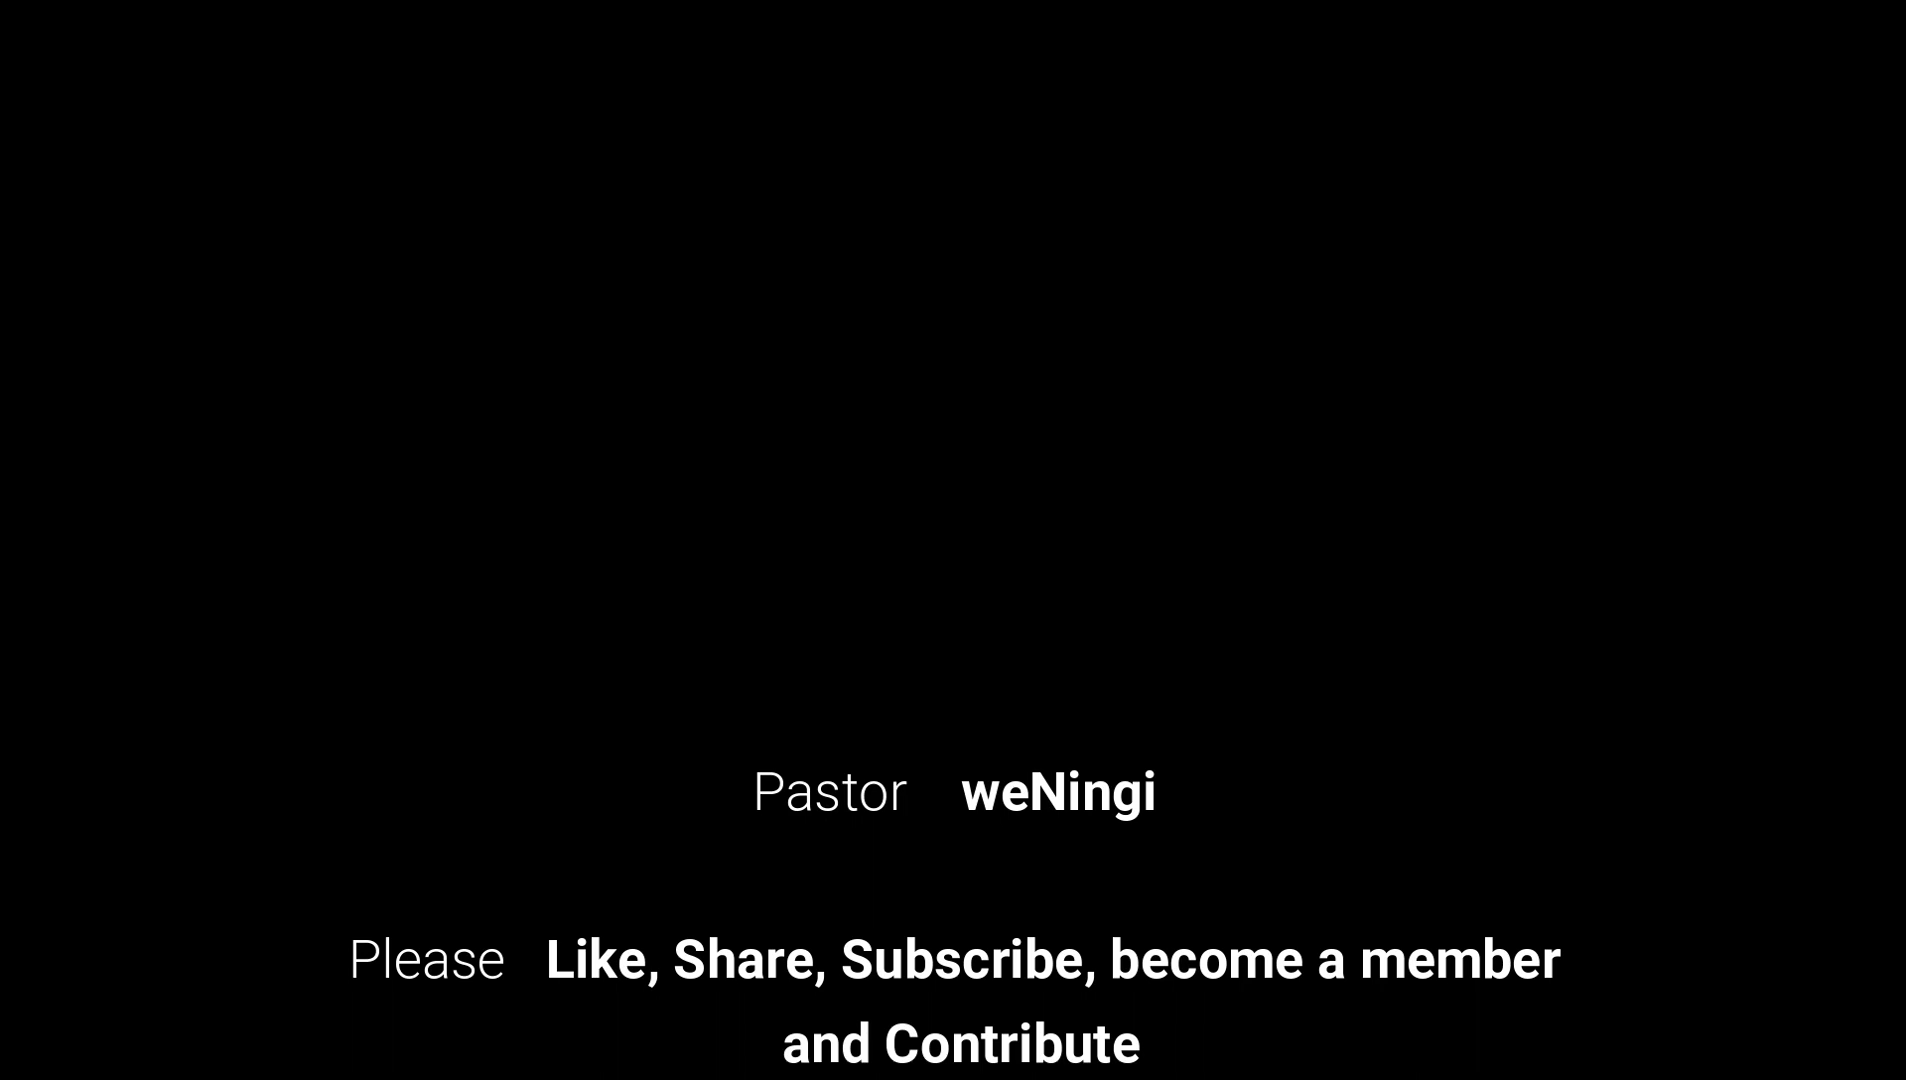 Pastor weNingi
Please Like, Share, Subscribe, become a member
and Contribute